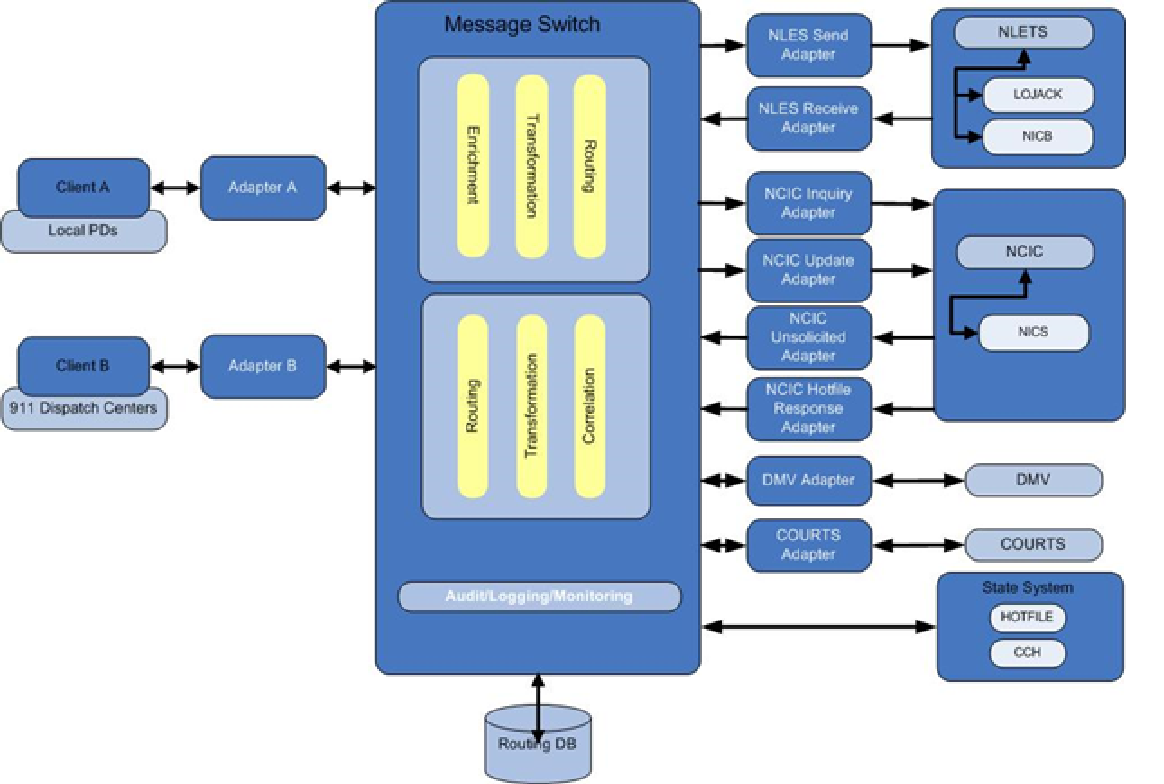 Message Switch
Enrichment
Transformation
Routing
Routing
Transformation
Correlation
Audit/Logging/Monitoring
Routing DB
Client A
Local PDs
Adapter A
Client B
911 Dispatch Centers
Adapter B
NLES Send
Adapter
NLES Receive
Adapter
NCIC Inquiry
Adapter
NCIC Update
Adapter
NCIC
Unsolicited
Adapter
NCIC Hotfile
Response
Adapter
DMV Adapter
COURTS
Adapter
NLETS
LOJACK
NICB
NCIC
NICS
DMV
COURTS
State System
HOTFILE
CCH